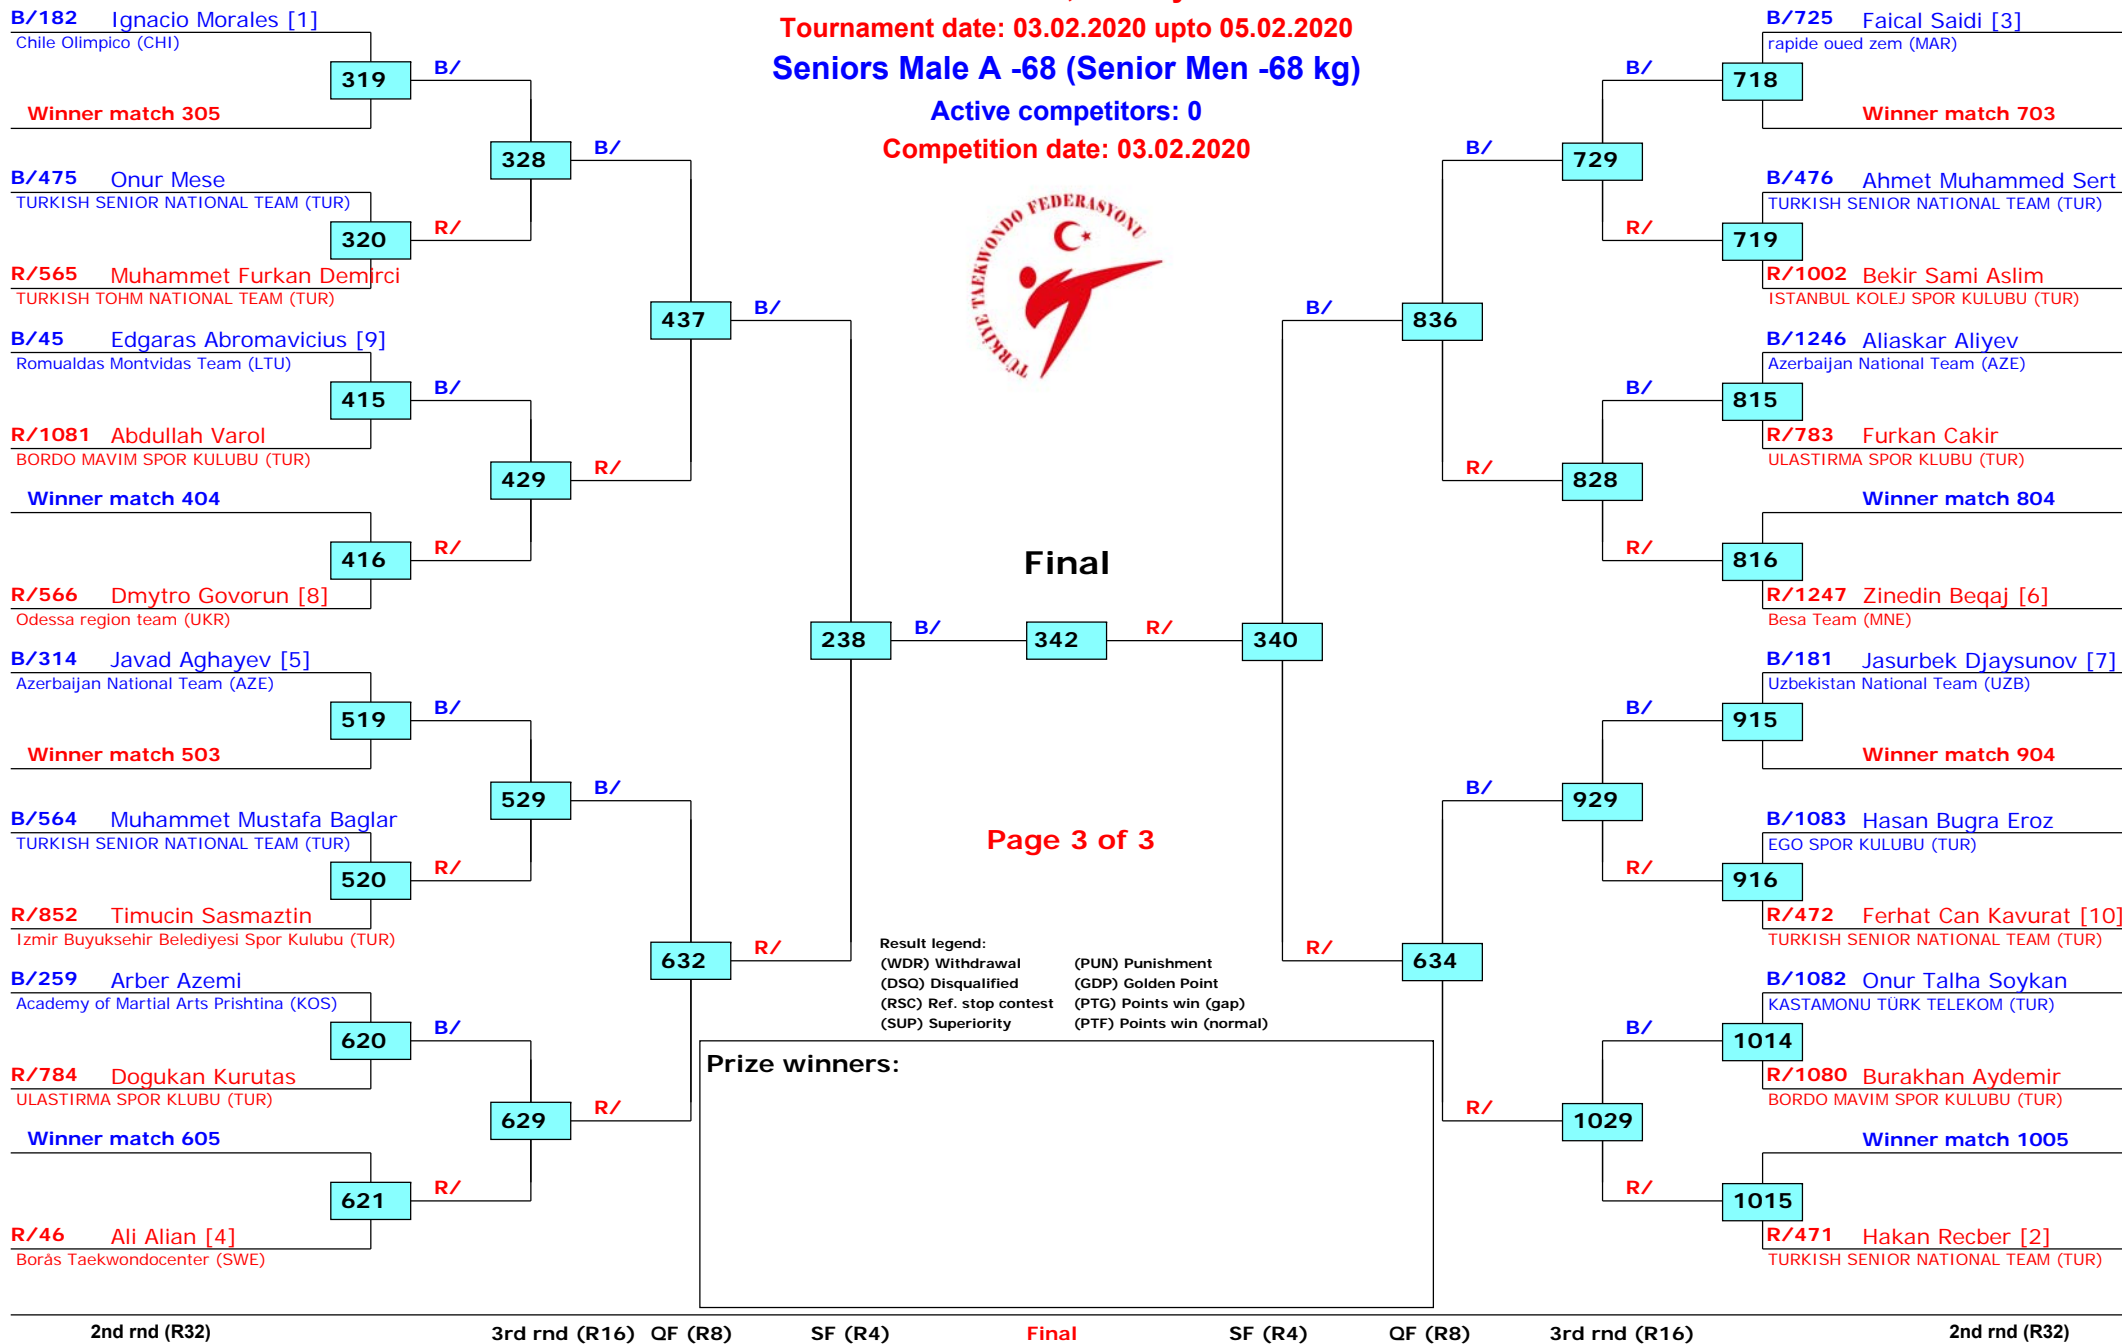 Tournament date: 03.02.2020 upto 05.02.2020
Seniors Male A -68 (Senior Men -68 kg)
Active competitors: 0
Competition date: 03.02.2020
TÜRKİYE TAEKWONDO FEDERASYONU
B/182 Ignacio Morales [1]
Chile Olimpico (CHI)
319
B/
Winner match 305
328
B/
B/475 Onur Mese
TURKISH SENIOR NATIONAL TEAM (TUR)
320
R/
R/565 Muhammet Furkan Demirci
TURKISH TOHM NATIONAL TEAM (TUR)
437
B/
B/45 Edgaras Abromavicius [9]
Romualdas Montvidas Team (LTU)
415
B/
R/1081 Abdullah Varol
BORDO MAVIM SPOR KULUBU (TUR)
429
R/
Winner match 404
416
R/
R/566 Dmytro Govorun [8]
Odessa region team (UKR)
238
B/
B/314 Javad Aghayev [5]
Azerbaijan National Team (AZE)
519
B/
Winner match 503
529
B/
B/564 Muhammet Mustafa Baglar
TURKISH SENIOR NATIONAL TEAM (TUR)
520
R/
R/852 Timucin Sasmaztin
Izmir Buyuksehir Belediyesi Spor Kulubu (TUR)
632
R/
B/259 Arber Azemi
Academy of Martial Arts Prishtina (KOS)
620
B/
R/784 Dogukan Kurutas
ULASTIRMA SPOR KLUBU (TUR)
629
R/
Winner match 605
621
R/
R/46 Ali Alian [4]
Borås Taekwondocenter (SWE)
Final
342
R/
340
Page 3 of 3
Result legend:
(WDR) Withdrawal (PUN) Punishment
(DSQ) Disqualified (GDP) Golden Point
(RSC) Ref. stop contest (PTG) Points win (gap)
(SUP) Superiority (PTF) Points win (normal)
Prize winners:
B/725 Faical Saidi [3]
rapide oued zem (MAR)
B/
718
Winner match 703
B/
729
B/476 Ahmet Muhammed Sert
TURKISH SENIOR NATIONAL TEAM (TUR)
R/
719
R/1002 Bekir Sami Aslim
ISTANBUL KOLEJ SPOR KULUBU (TUR)
B/
836
B/1246 Aliaskar Aliyev
Azerbaijan National Team (AZE)
B/
815
R/783 Furkan Cakir
ULASTIRMA SPOR KLUBU (TUR)
R/
828
Winner match 804
R/
816
R/1247 Zinedin Beqaj [6]
Besa Team (MNE)
B/181 Jasurbek Djaysunov [7]
Uzbekistan National Team (UZB)
B/
915
Winner match 904
B/
929
B/1083 Hasan Bugra Eroz
EGO SPOR KULUBU (TUR)
R/
916
R/472 Ferhat Can Kavurat [10]
TURKISH SENIOR NATIONAL TEAM (TUR)
R/
634
B/1082 Onur Talha Soykan
KASTAMONU TÜRK TELEKOM (TUR)
B/
1014
R/1080 Burakhan Aydemir
BORDO MAVIM SPOR KULUBU (TUR)
R/
1029
Winner match 1005
R/
1015
R/471 Hakan Recber [2]
TURKISH SENIOR NATIONAL TEAM (TUR)
2nd rnd (R32) 3rd rnd (R16) QF (R8) SF (R4) Final SF (R4) QF (R8) 3rd rnd (R16) 2nd rnd (R32)